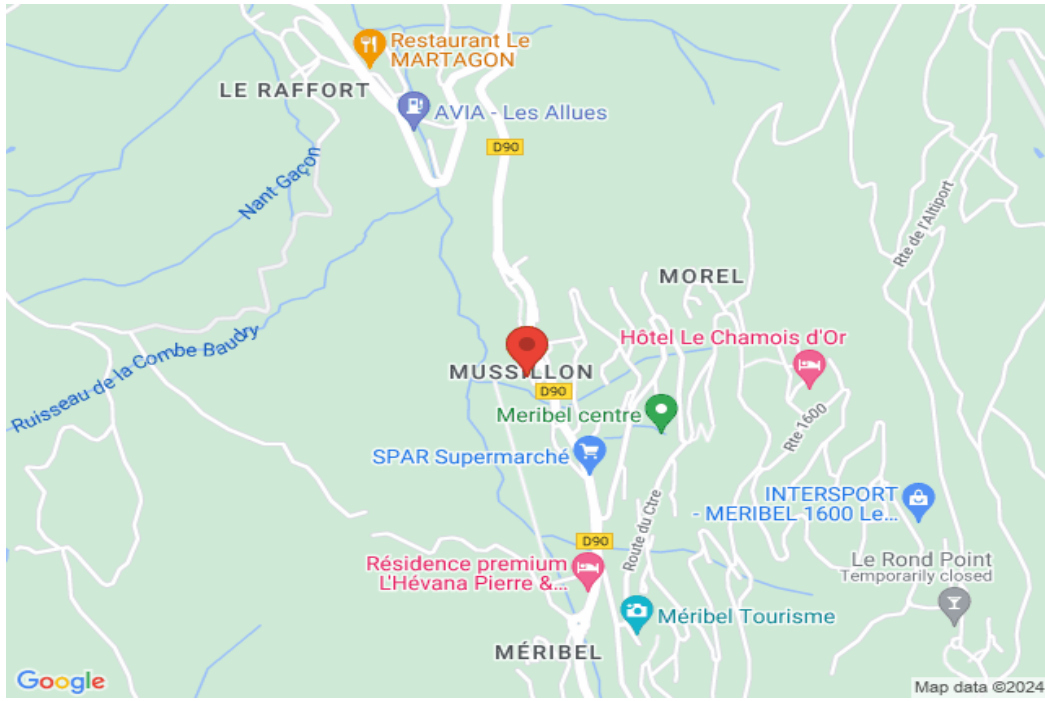 Restaurant Le
MARTAGON
LE RAFFORT
AVIA - Les Allues
D90
Nant Gaçon
Rte de l'Altiport
MOREL
Ruisseau de la Combe Baudry
Hôtel Le Chamois d'Or
MUSSILLON
D90
Meribel centre
Rte 1600
SPAR Supermarché
INTERSPORT
- MERIBEL 1600 Le...
Route du Ctre
D90
Résidence premium
L'Hévana Pierre &...
Le Rond Point
Temporarily closed
Méribel Tourisme
MÉRIBEL
Google
Map data ©2024